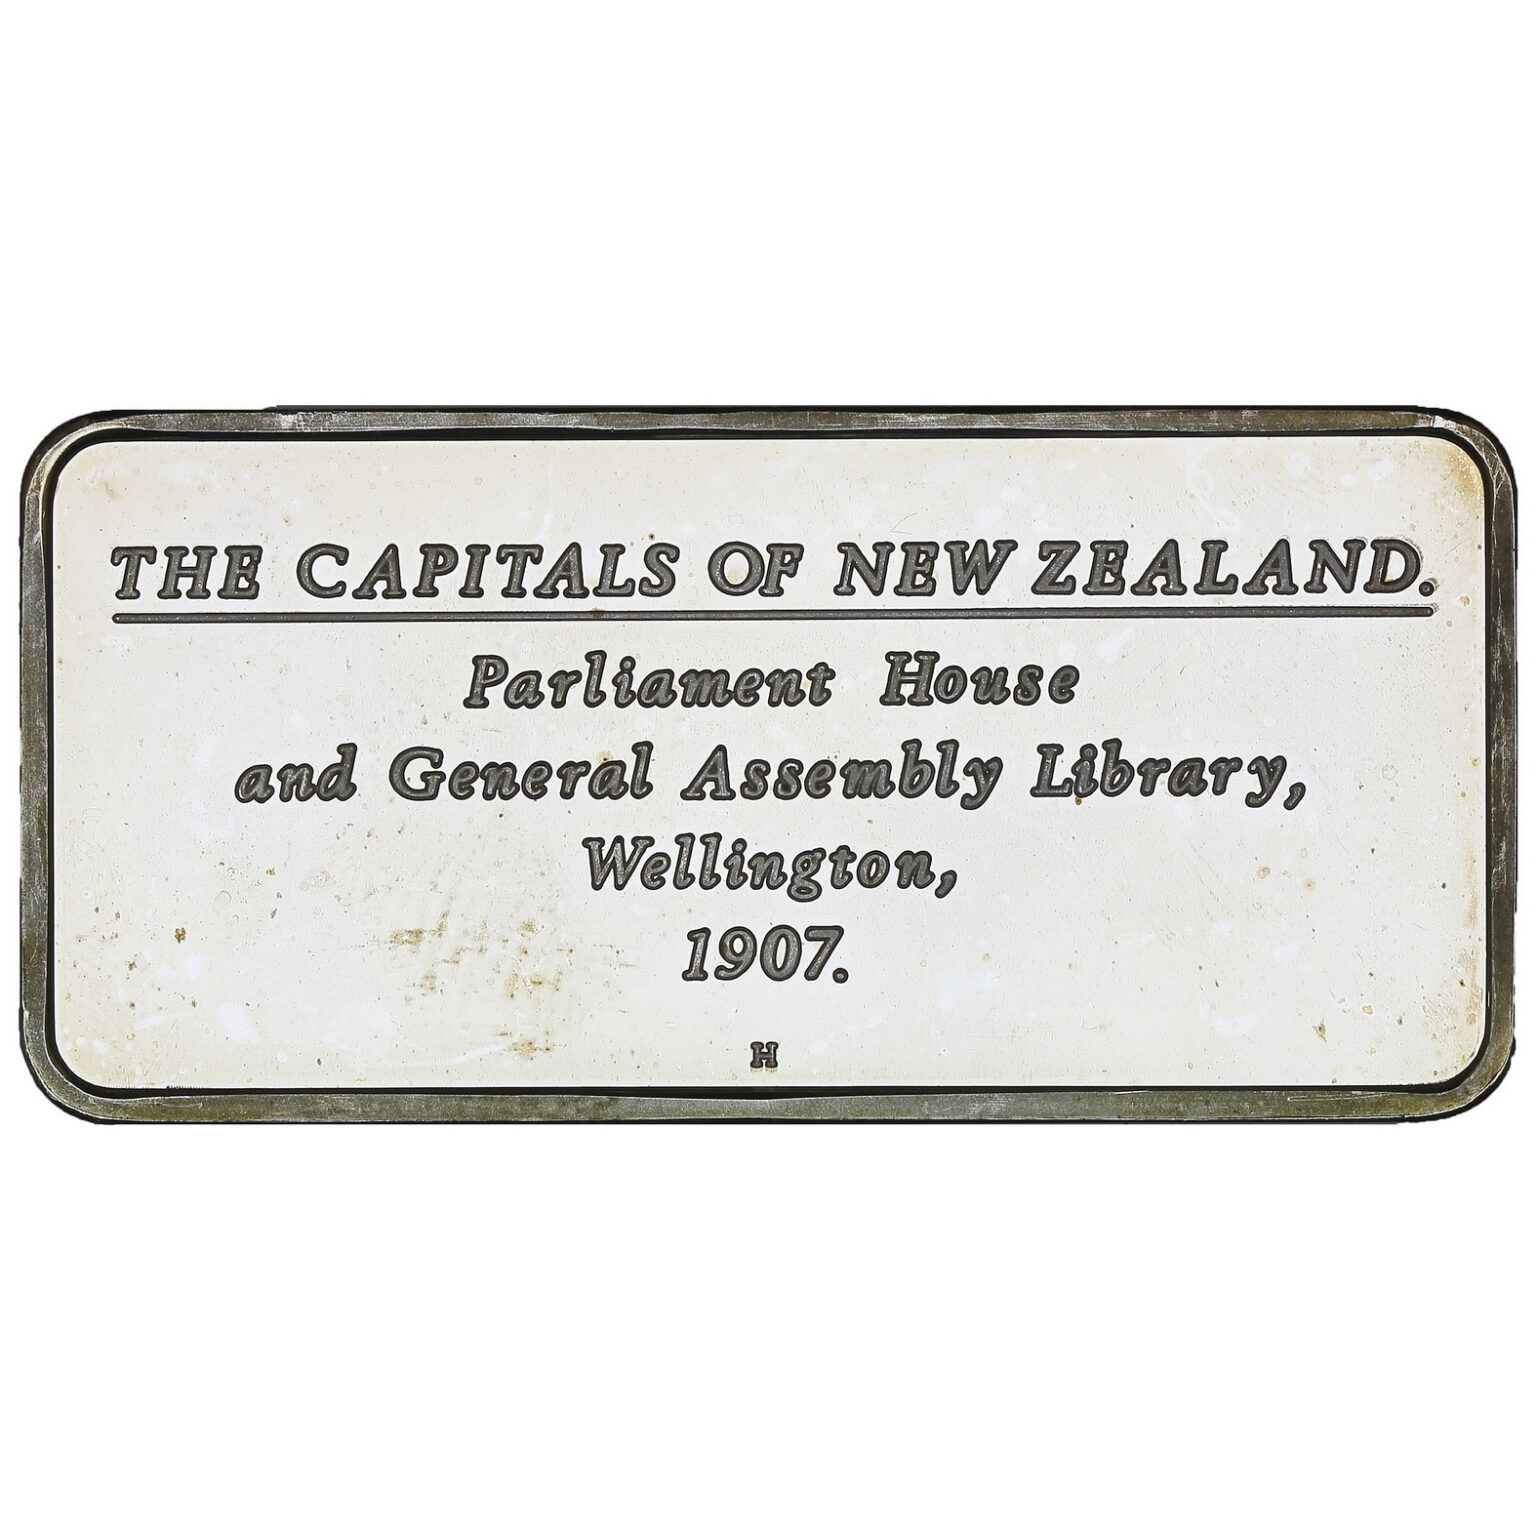 THE CAPITALS OF NEW ZEALAND.
Parliament House
and General Assembly Library,
Wellington,
1907.
H